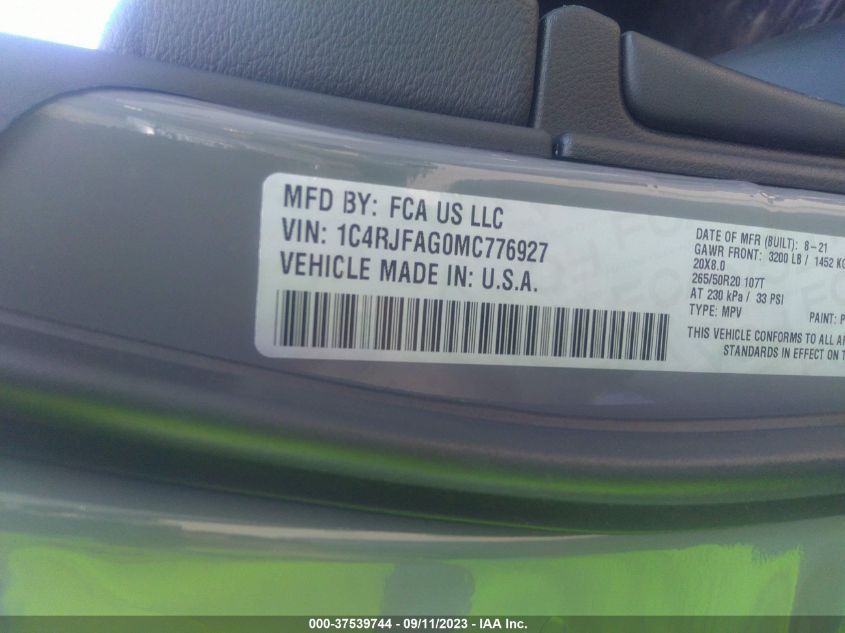 MFD BY: FCA US LLC
VIN: 1C4RJFAG0MC776927
VEHICLE MADE IN: U.S.A.
DATE OF MFR (BUILT): 8-21
GAWR FRONT: 3200 LB / 1452 KG
20X8.0
265/50R20 107T
AT 230 kPa / 33 PSI
TYPE: MPV
PAINT: P
THIS VEHICLE CONFORMS TO ALL
STANDARDS IN EFFECT ON
000-37539744 - 09/11/2023 - IAA Inc.